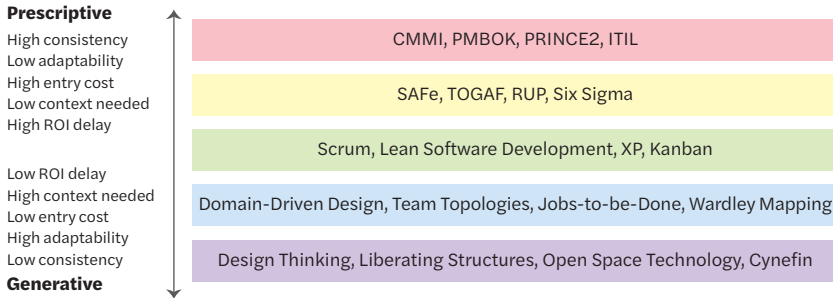 Prescriptive
High consistency
Low adaptability
High entry cost
Low context needed
High ROI delay
Low ROI delay
High context needed
Low entry cost
High adaptability
Low consistency
Generative
CMMI, PMBOK, PRINCE2, ITIL
SAFe, TOGAF, RUP, Six Sigma
Scrum, Lean Software Development, XP, Kanban
Domain-Driven Design, Team Topologies, Jobs-to-be-Done, Wardley Mapping
Design Thinking, Liberating Structures, Open Space Technology, Cynefin